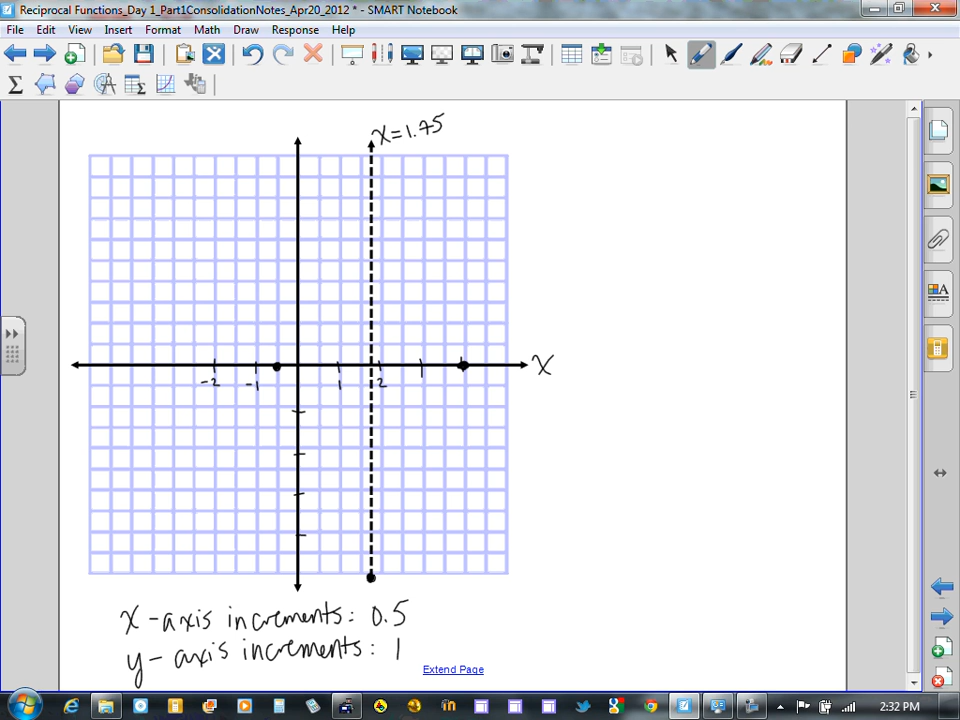 Reciprocal Functions_Day 1_Part1ConsolidationNotes_Apr20_2012 * - SMART Notebook
File Edit View Insert Format Math Draw Response Help
x=1.75
x
-2 -1 1 2
x-axis increments: 0.5
y-axis increments: 1
Extend Page
2:32 PM